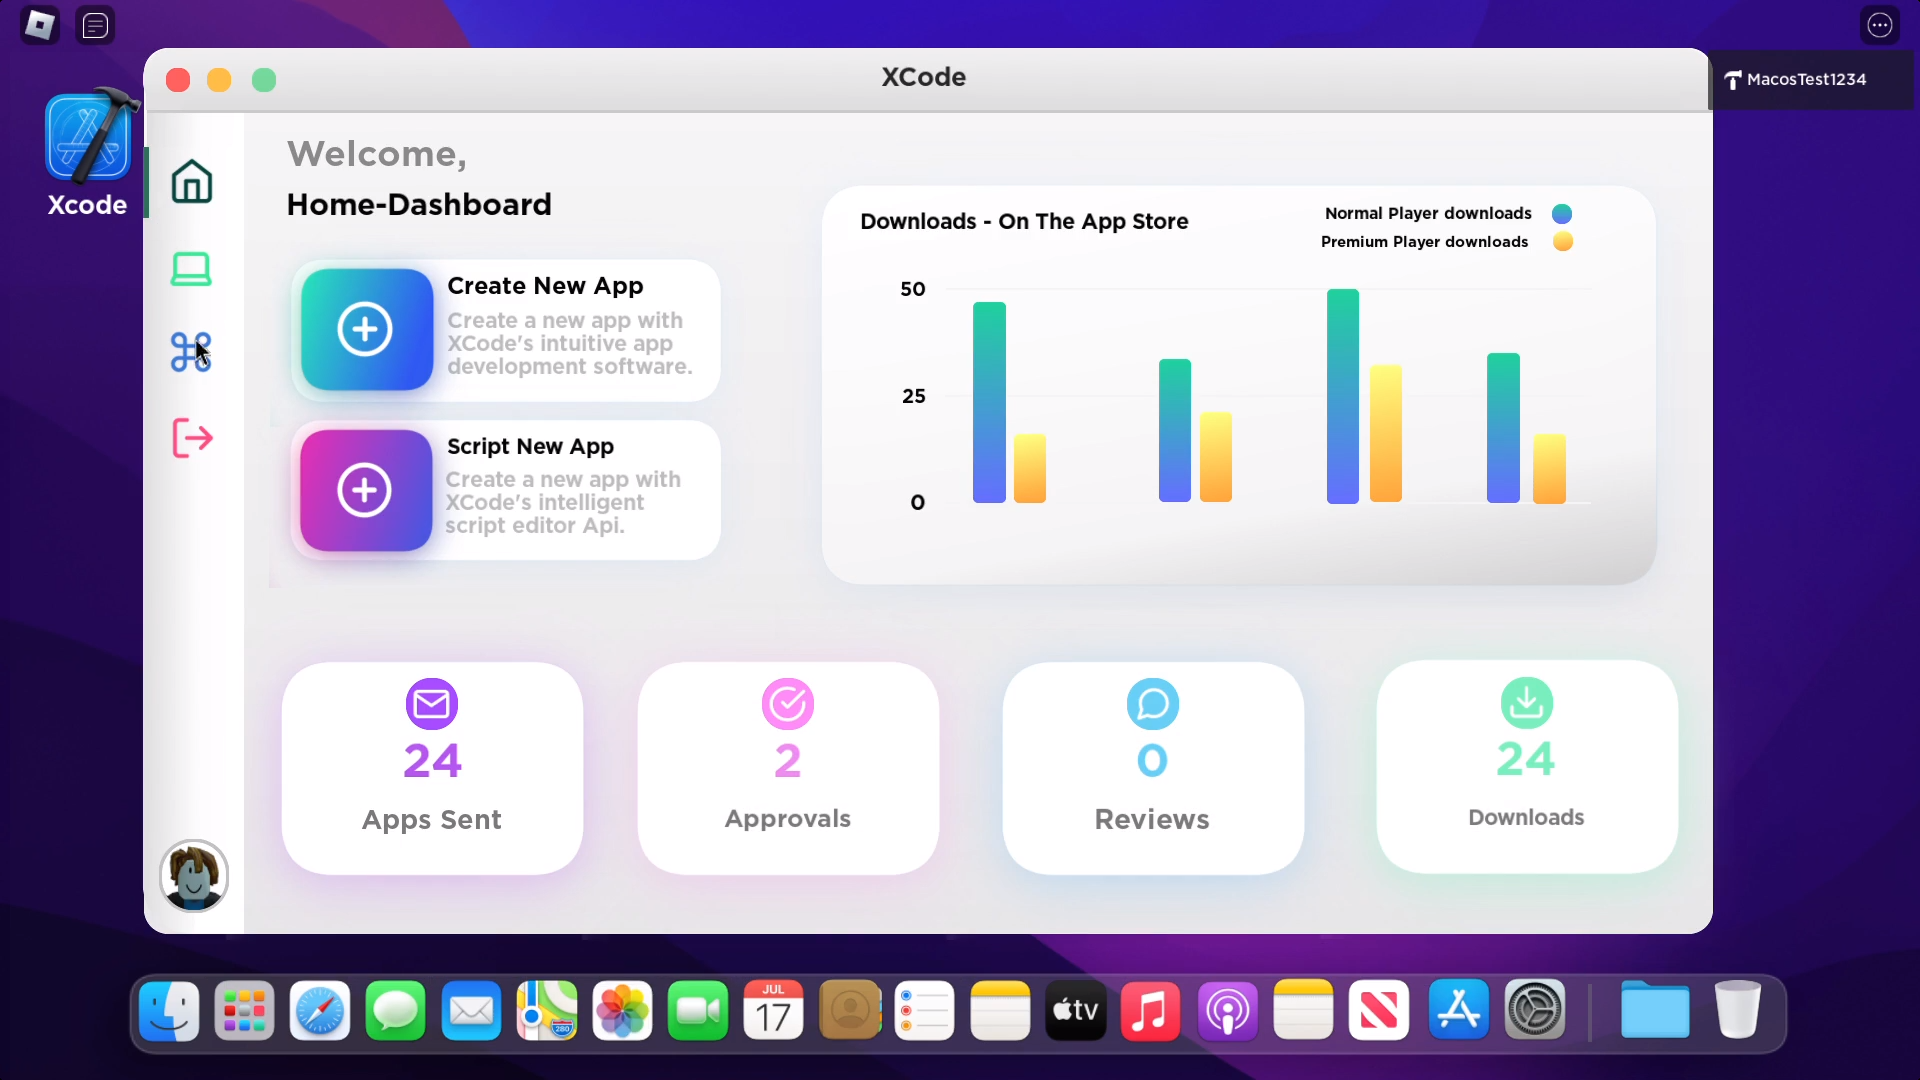 XCode
MacosTest1234
Xcode
Welcome,
Home-Dashboard
Create New App
Create a new app with
XCode's intuitive app
development software.
Script New App
Create a new app with
XCode's intelligent
script editor Api.
Downloads - On The App Store
Normal Player downloads
Premium Player downloads
50
25
0
24
Apps Sent
2
Approvals
0
Reviews
24
Downloads
280
JUL
17
tv